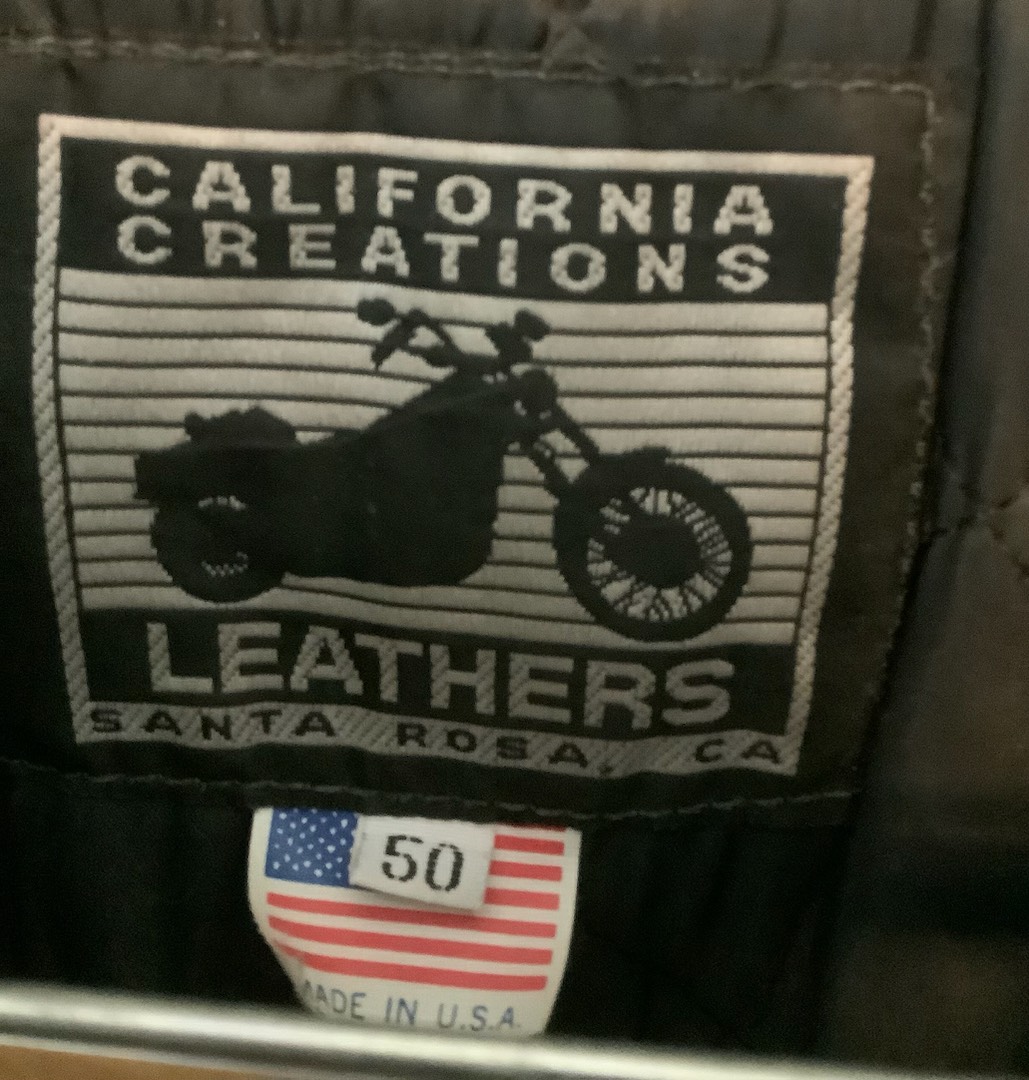 CALIFORNIA
CREATIONS
LEATHERS
SANTA ROSA, CA
50
MADE IN U.S.A.